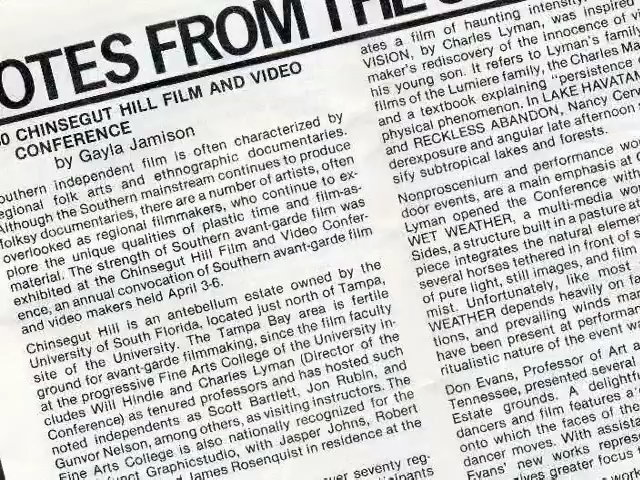 OTES FROM THE
CHINSEGUT HILL FILM AND VIDEO
CONFERENCE
by Gayla Jamison
outhern independent film is often characterized by
egional folk arts and ethnographic documentaries.
Although the Southern mainstream continues to produce
folksy documentaries, there are a number of artists, often
overlooked as regional filmmakers, who continue to ex-
plore the unique qualities of plastic time and film-as-
material. The strength of Southern avant-garde film was
exhibited at the Chinsegut Hill Film and Video Confer-
ence, an annual convocation of Southern avant-garde film
and video makers held April 3-6.
Chinsegut Hill is an antebellum estate owned by the
University of South Florida, located just north of Tampa,
site of the University. The Tampa Bay area is fertile
ground for avant-garde filmmaking, since the film faculty
at the progressive Fine Arts College of the University in-
cludes Will Hindle and Charles Lyman (Director of the
Conference) as tenured professors and has hosted such
noted independents as Scott Bartlett, Jon Rubin, and
Gunvor Nelson, among others, as visiting instructors. The
Fine Arts College is also nationally recognized for the
funct Graphicstudio, with Jasper Johns, Robert
and James Rosenquist in residence at the
over seventy reg-
ates a film of haunting intensity.
VISION, by Charles Lyman, was inspired
maker's rediscovery of the innocence of vi
his young son. It refers to Lyman's family
films of the Lumiere family, the Charles M
and a textbook explaining "persistence
physical phenomenon. In LAKE HAVATAN
and RECKLESS ABANDON, Nancy Cem
derexposure and angular late afternoon
sify subtropical lakes and forests.
Nonproscenium and performance wo
door events, are a main emphasis at
Lyman opened the Conference with
WET WEATHER, a multi-media wo
Sides, a structure built in a pasture a
piece integrates the natural elemen
several horses tethered in front of s
of pure light, still images, and film
mist. Unfortunately, like most
WEATHER depends heavily on fa
tions, and prevailing winds ma
have been present at performan
ritualistic nature of the event w
Don Evans, Professor of Art a
Tennessee, presented several
Estate grounds. A delightfu
dancers and film features a
onto which the faces of the
dancer moves. With assista
Evans' new works represe
gives greater focus